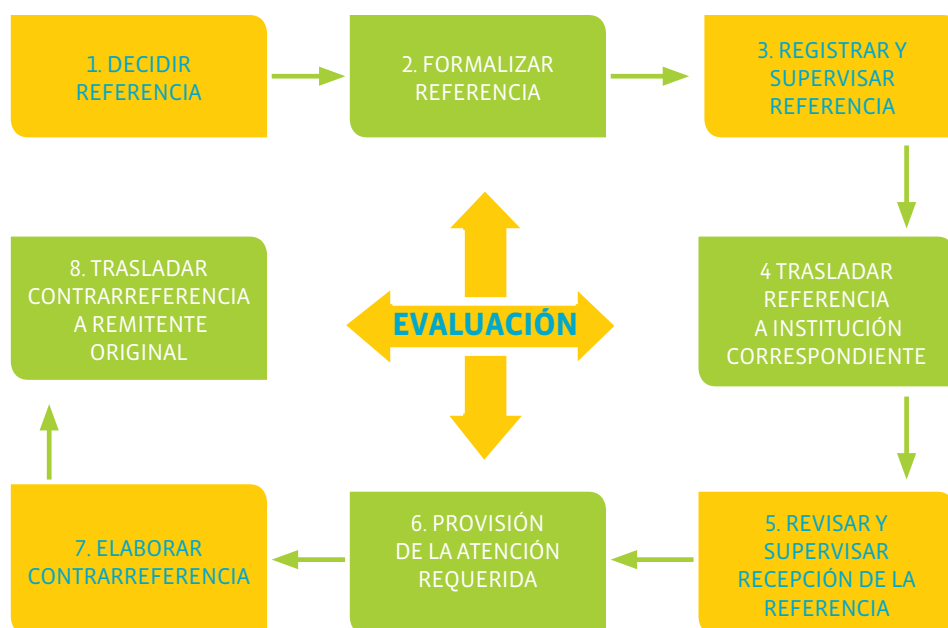 1. DECIDIR
REFERENCIA
2. FORMALIZAR
REFERENCIA
3. REGISTRAR Y
SUPERVISAR
REFERENCIA
4 TRASLADAR
REFERENCIA
A INSTITUCIÓN
CORRESPONDIENTE
5. REVISAR Y
SUPERVISAR
RECEPCIÓN DE LA
REFERENCIA
6. PROVISIÓN
DE LA ATENCIÓN
REQUERIDA
7. ELABORAR
CONTRARREFERENCIA
8. TRASLADAR
CONTRARREFERENCIA
A REMITENTE
ORIGINAL
EVALUACIÓN